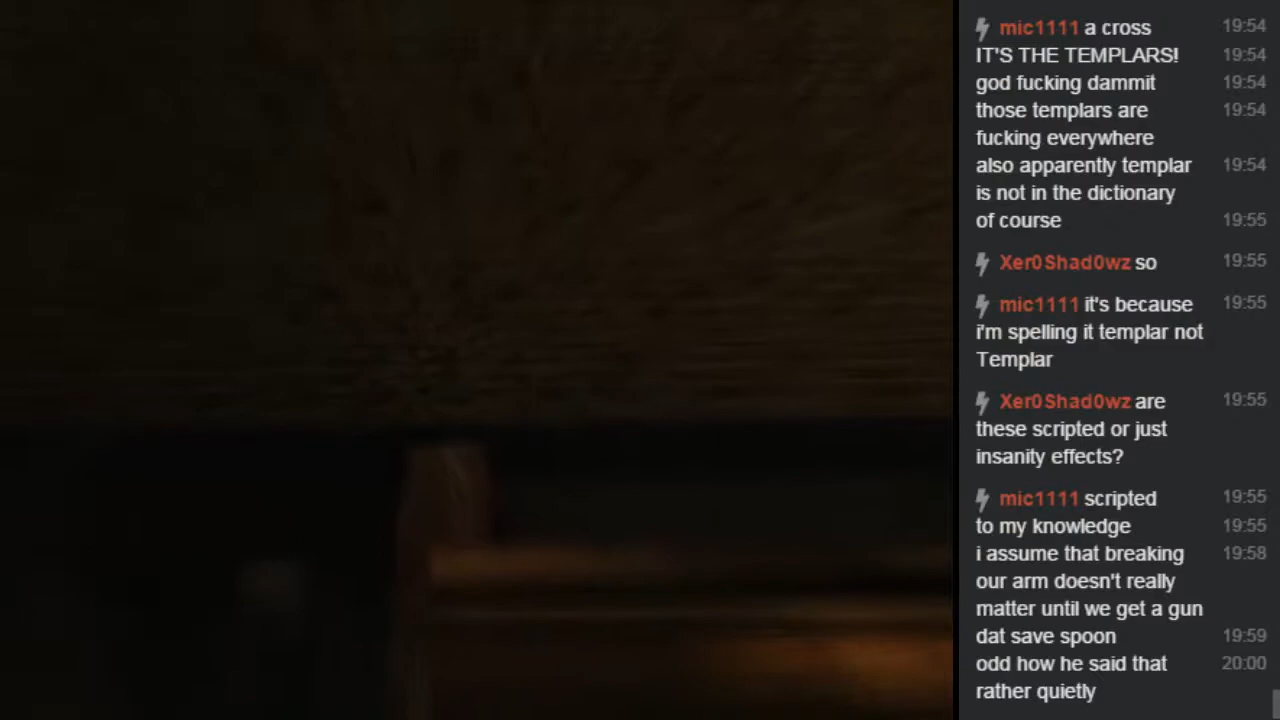 mic1111 a cross 19:54
IT'S THE TEMPLARS! 19:54
god fucking dammit 19:54
those templars are 19:54
fucking everywhere
also apparently templar 19:54
is not in the dictionary
of course 19:55
Xer0Shad0wz so 19:55
mic1111 it's because 19:55
i'm spelling it templar not
Templar
Xer0Shad0wz are 19:55
these scripted or just
insanity effects?
mic1111 scripted 19:55
to my knowledge 19:55
i assume that breaking 19:58
our arm doesn't really
matter until we get a gun
dat save spoon 19:59
odd how he said that 20:00
rather quietly